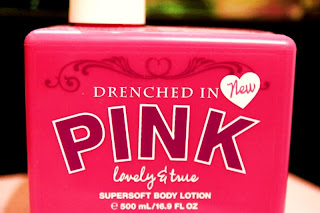 DRENCHED IN
New
PINK
lovely & true
SUPERSOFT BODY LOTION
℮ 500 mL/16.9 FL OZ